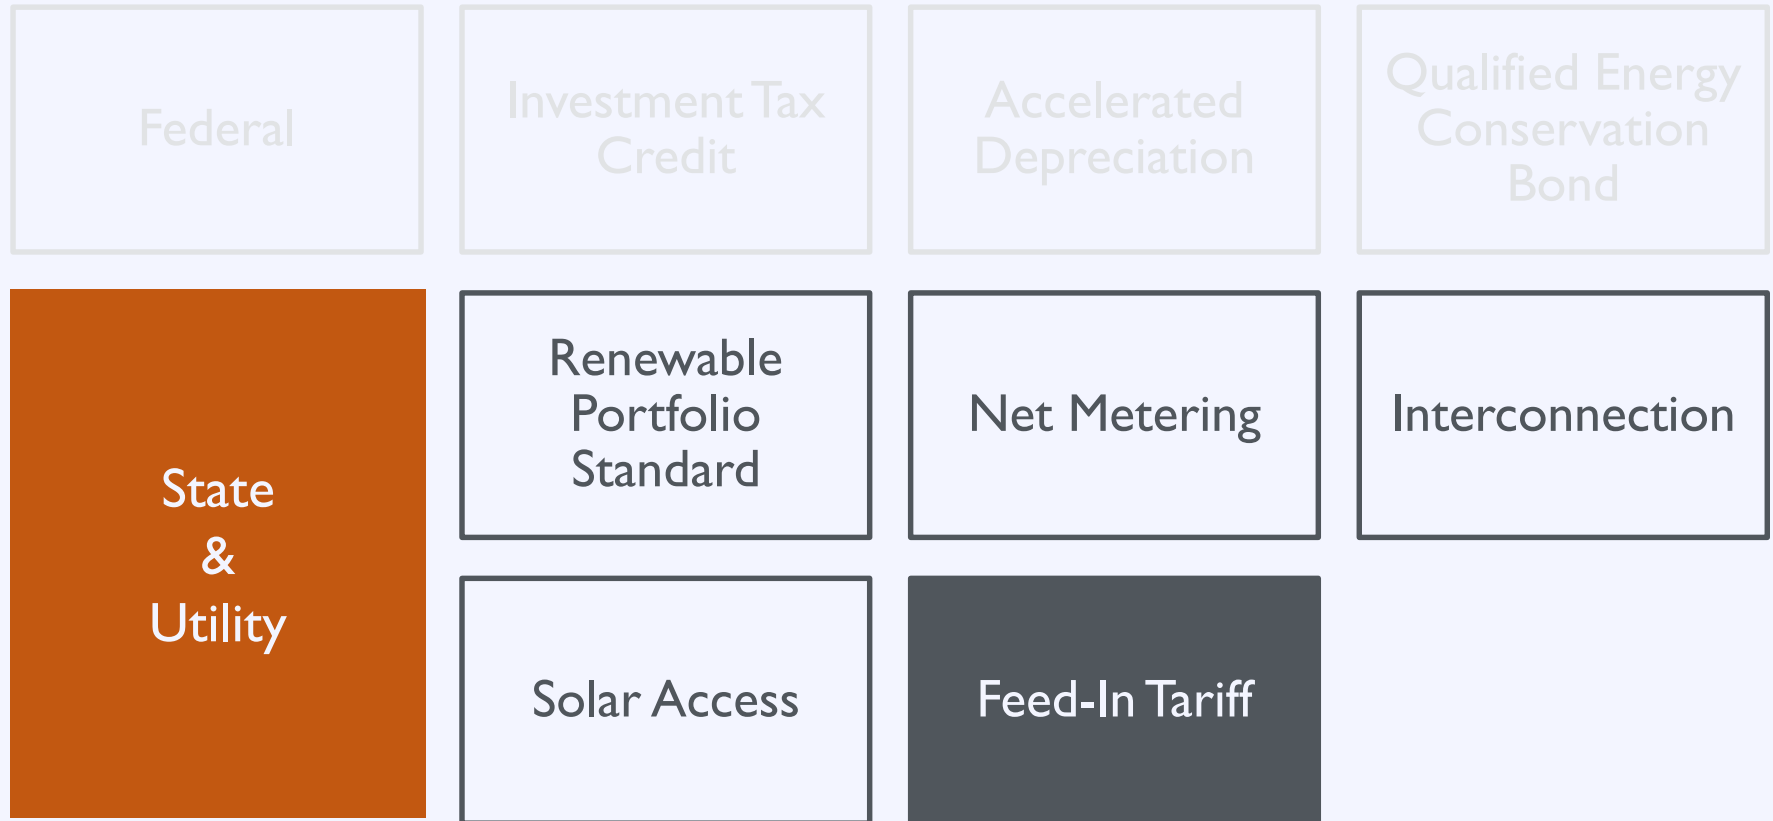 Federal
Investment Tax
Credit
Accelerated
Depreciation
Qualified Energy
Conservation
Bond
State
&
Utility
Renewable
Portfolio
Standard
Net Metering
Interconnection
Solar Access
Feed-In Tariff